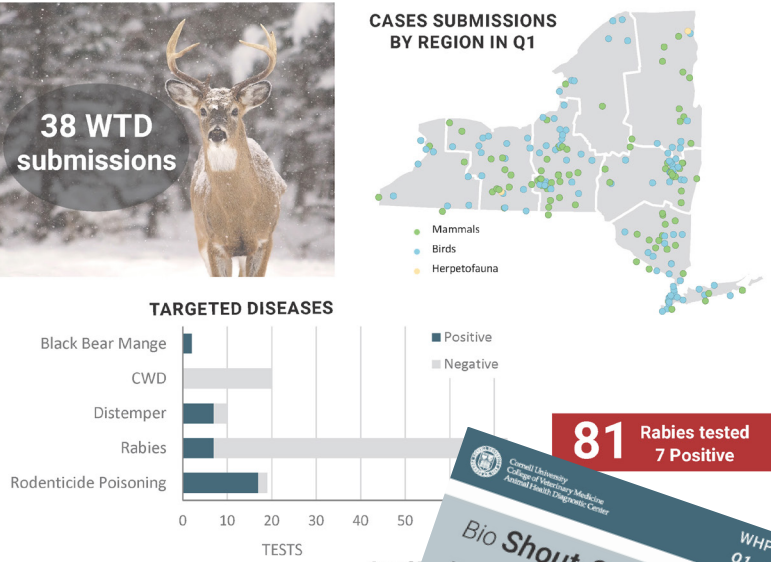 38 WTD
submissions
CASES SUBMISSIONS
BY REGION IN Q1
Mammals
Birds
Herpetofauna
TARGETED DISEASES
Black Bear Mange
CWD
Distemper
Rabies
Rodenticide Poisoning
Positive
Negative
0 10 20 30 40 50
TESTS
81 Rabies tested
7 Positive
Cornell University
College of Veterinary Medicine
Animal Health Diagnostic Center
Bio